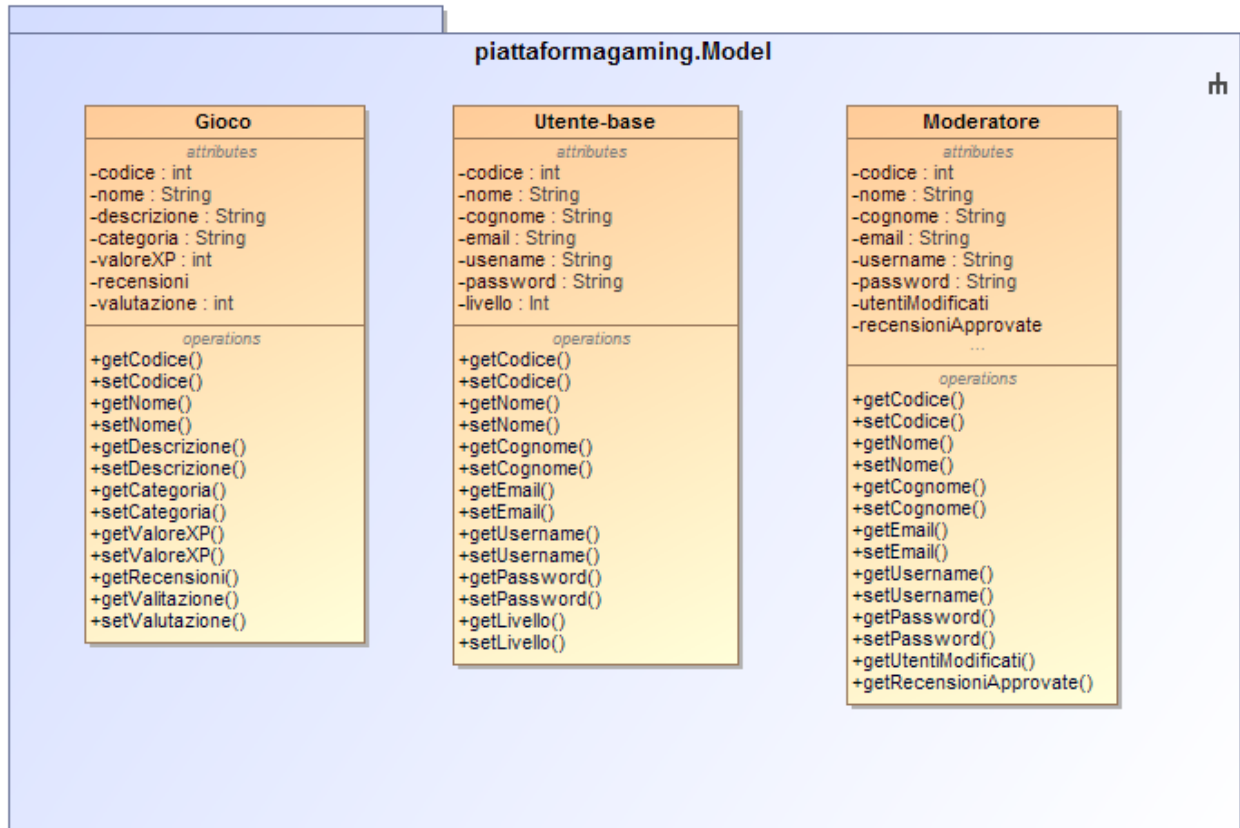 piattaformagaming.Model
Gioco
attributes
-codice : int
-nome : String
-descrizione : String
-categoria : String
-valoreXP : int
-recensioni
-valutazione : int
operations
+getCodice()
+setCodice()
+getNome()
+setNome()
+getDescrizione()
+setDescrizione()
+getCategoria()
+setCategoria()
+getValoreXP()
+setValoreXP()
+getRecensioni()
+getValitazione()
+setValutazione()
Utente-base
attributes
-codice : int
-nome : String
-cognome : String
-email : String
-usename : String
-password : String
-livello : Int
operations
+getCodice()
+setCodice()
+getNome()
+setNome()
+getCognome()
+setCognome()
+getEmail()
+setEmail()
+getUsername()
+setUsername()
+getPassword()
+setPassword()
+getLivello()
+setLivello()
Moderatore
attributes
-codice : int
-nome : String
-cognome : String
-email : String
-username : String
-password : String
-utentiModificati
-recensioniApprovate
...
operations
+getCodice()
+setCodice()
+getNome()
+setNome()
+getCognome()
+setCognome()
+getEmail()
+setEmail()
+getUsername()
+setUsername()
+getPassword()
+setPassword()
+getUtentiModificati()
+getRecensioniApprovate()